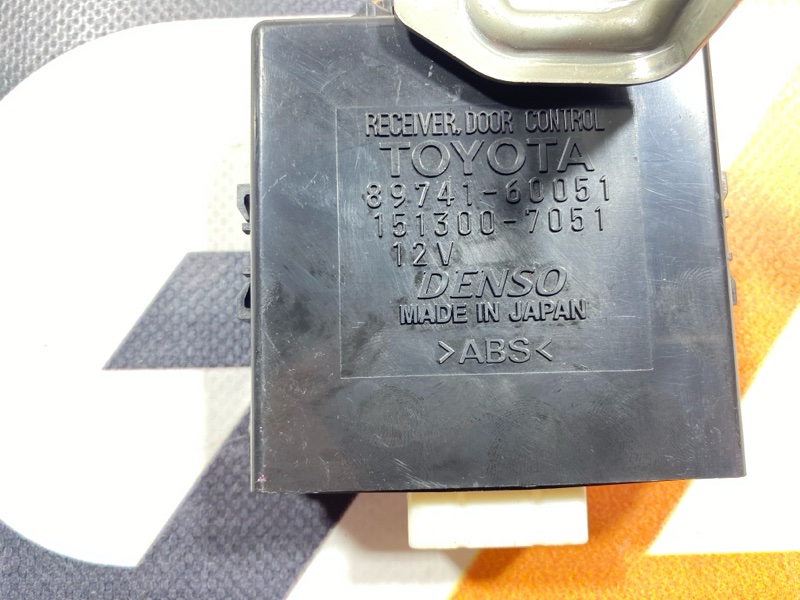 RECEIVER, DOOR CONTROL
TOYOTA
89741-60051
151300-7051
12V
DENSO
MADE IN JAPAN
>ABS<